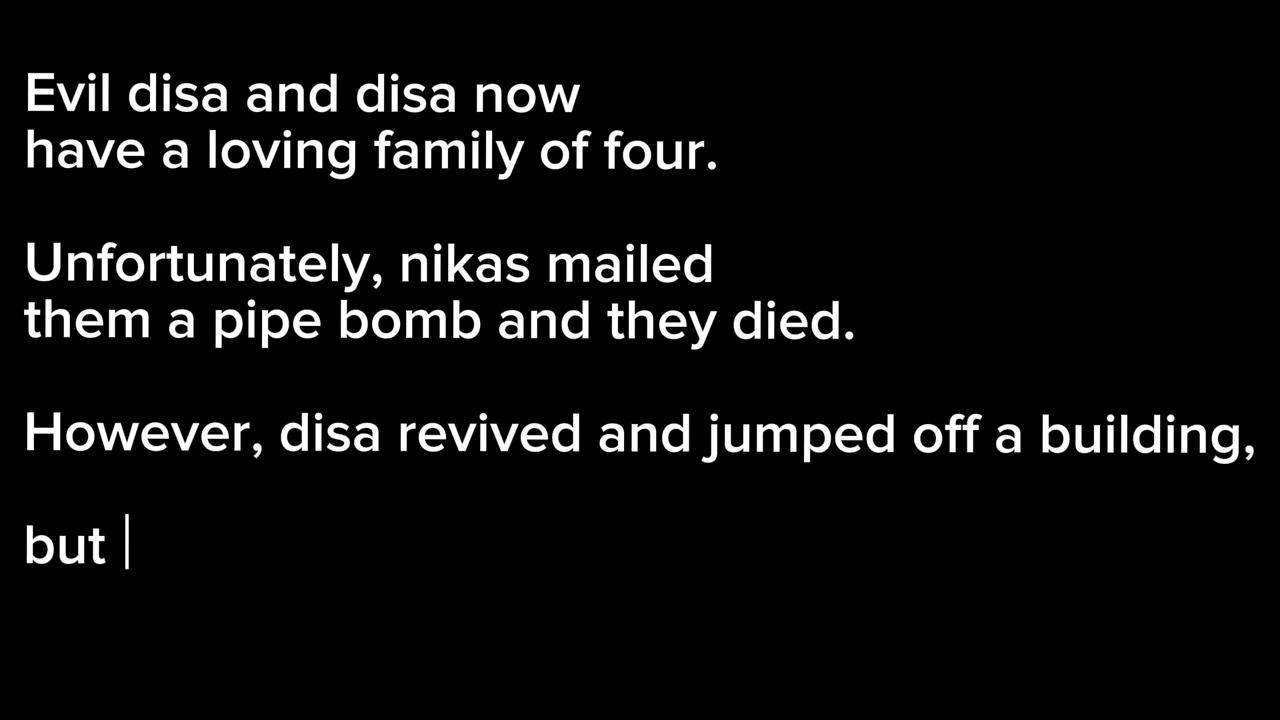 Evil disa and disa now
have a loving family of four.
Unfortunately, nikas mailed
them a pipe bomb and they died.
However, disa revived and jumped off a building,
but